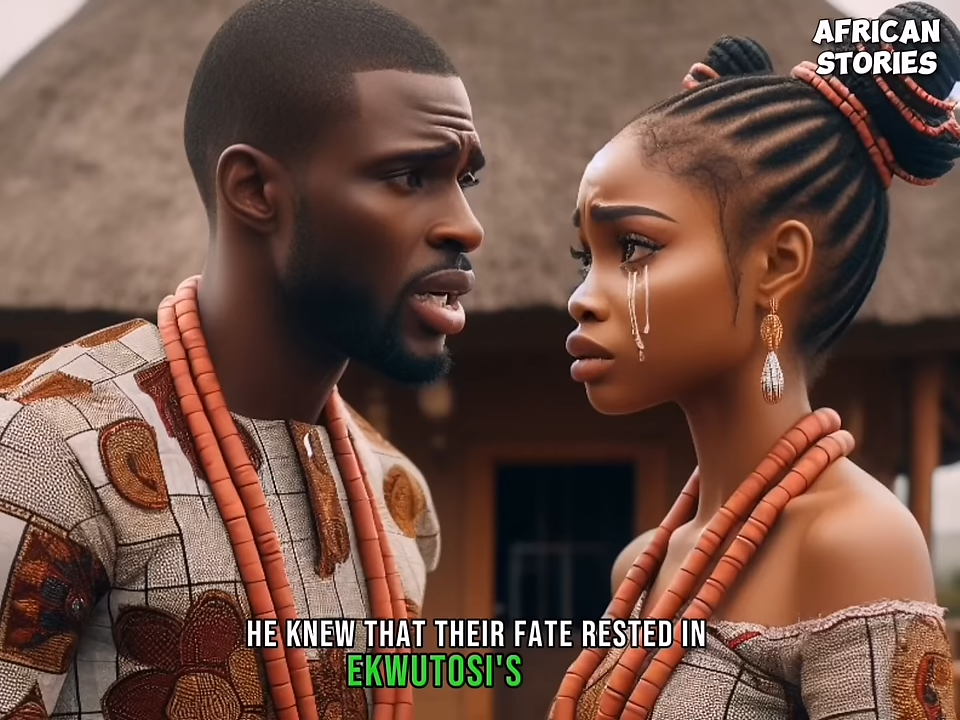 AFRICAN
STORIES
HE KNEW THAT THEIR FATE RESTED IN
EKWUTOSI'S